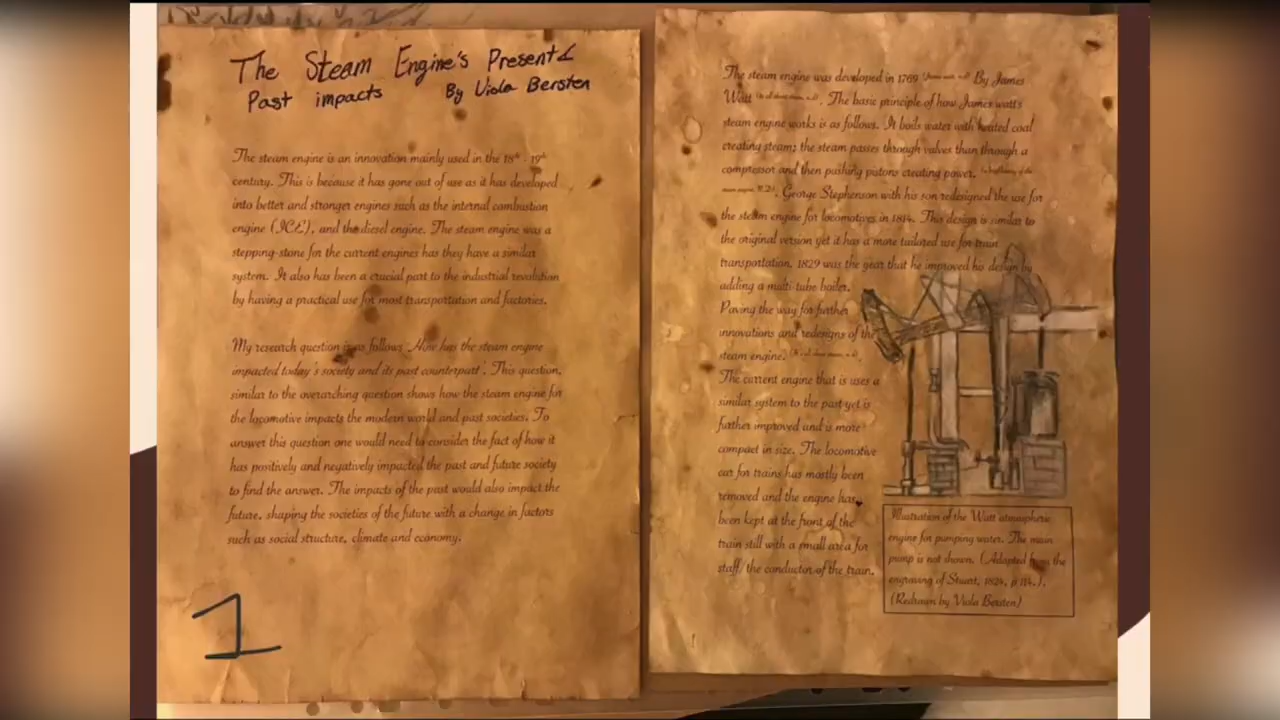 The Steam Engine's Present &
Past impacts By Viola Bersten
The steam engine is an innovation mainly used in the 18th - 19th
century. This is because it has gone out of use as it has developed
into better and stronger engines such as the internal combustion
engine (ICE), and the diesel engine. The steam engine was a
stepping-stone for the current engines has they have a similar
system. It also has been a crucial part to the industrial revolution
by having a practical use for most transportation and factories.
My research question is as follows 'How has the steam engine
impacted today's society and its past counterpart'. This question,
similar to the overarching question shows how the steam engine for
the locomotive impacts the modern world and past societies. To
answer this question one would need to consider the fact of how it
has positively and negatively impacted the past and future society
to find the answer. The impacts of the past would also impact the
future, shaping the societies of the future with a change in factors
such as social structure, climate and economy.
1
The steam engine was developed in 1769 By James
Watt. The basic principle of how James watt's
steam engine works is as follows. It boils water with heated coal
creating steam; the steam passes through valves than through a
compressor and then pushing pistons creating power.
George Stephenson with his son redesigned the use for
the steam engine for locomotives in 1814. This design is similar to
the original version yet it has a more tailored use for train
transportation. 1829 was the year that he improved his design by
adding a multi-tube boiler.
Paving the way for further
innovations and redesigns of the
steam engine.
The current engine that is uses a
similar system to the past yet is
further improved and is more
compact in size. The locomotive
car for trains has mostly been
removed and the engine has
been kept at the front of the
train still with a small area for
staff/the conductor of the train.
Illustration of the Watt atmospheric
engine for pumping water. The main
pump is not shown. (Adapted from the
engraving of Stuart, 1824, p 114.).
(Redrawn by Viola Bersten)